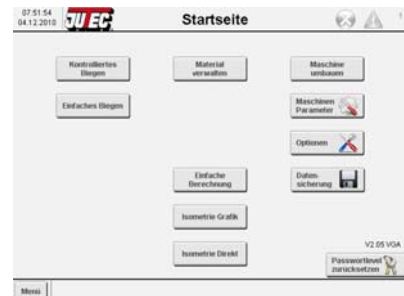 07:51:54
04.12.2010
JUTEC
Startseite
Kontrolliertes
Biegen
Material
verwalten
Maschine
umbauen
Einfaches Biegen
Maschinen
Parameter
Optionen
Einfache
Berechnung
Daten-
sicherung
Isometrie Grafik
Isometrie Direkt
V2.05 VGA
Passwortlevel
zurücksetzen
Menü